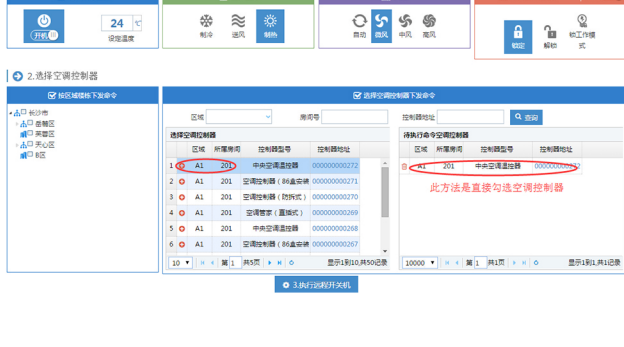 24 ℃
开机
设定温度
制冷 送风 制热
自动 微风 中风 高风
锁定 解锁 锁工作模式
2.选择空调控制器
按区域楼栋下发命令
选择空调控制器下发命令
长沙市
岳麓区
芙蓉区
天心区
B区
区域 房间号 控制器地址 查询
选择空调控制器
区域 所属房间 控制器型号 控制器地址
1 A1 201 中央空调温控器 000000000272
2 A1 201 空调控制器(86盒安装 000000000271
3 A1 201 空调控制器(防拆式) 000000000270
4 A1 201 空调管家(直插式) 000000000269
5 A1 201 中央空调温控器 000000000268
6 A1 201 空调控制器(86盒安装 000000000267
10 第 1 共5页 显示1到10,共50记录
待执行命令空调控制器
区域 所属房间 控制器型号 控制器地址
A1 201 中央空调温控器 000000000272
此方法是直接勾选空调控制器
10000 第 1 共1页 显示1到1,共1记录
3.执行远程开关机